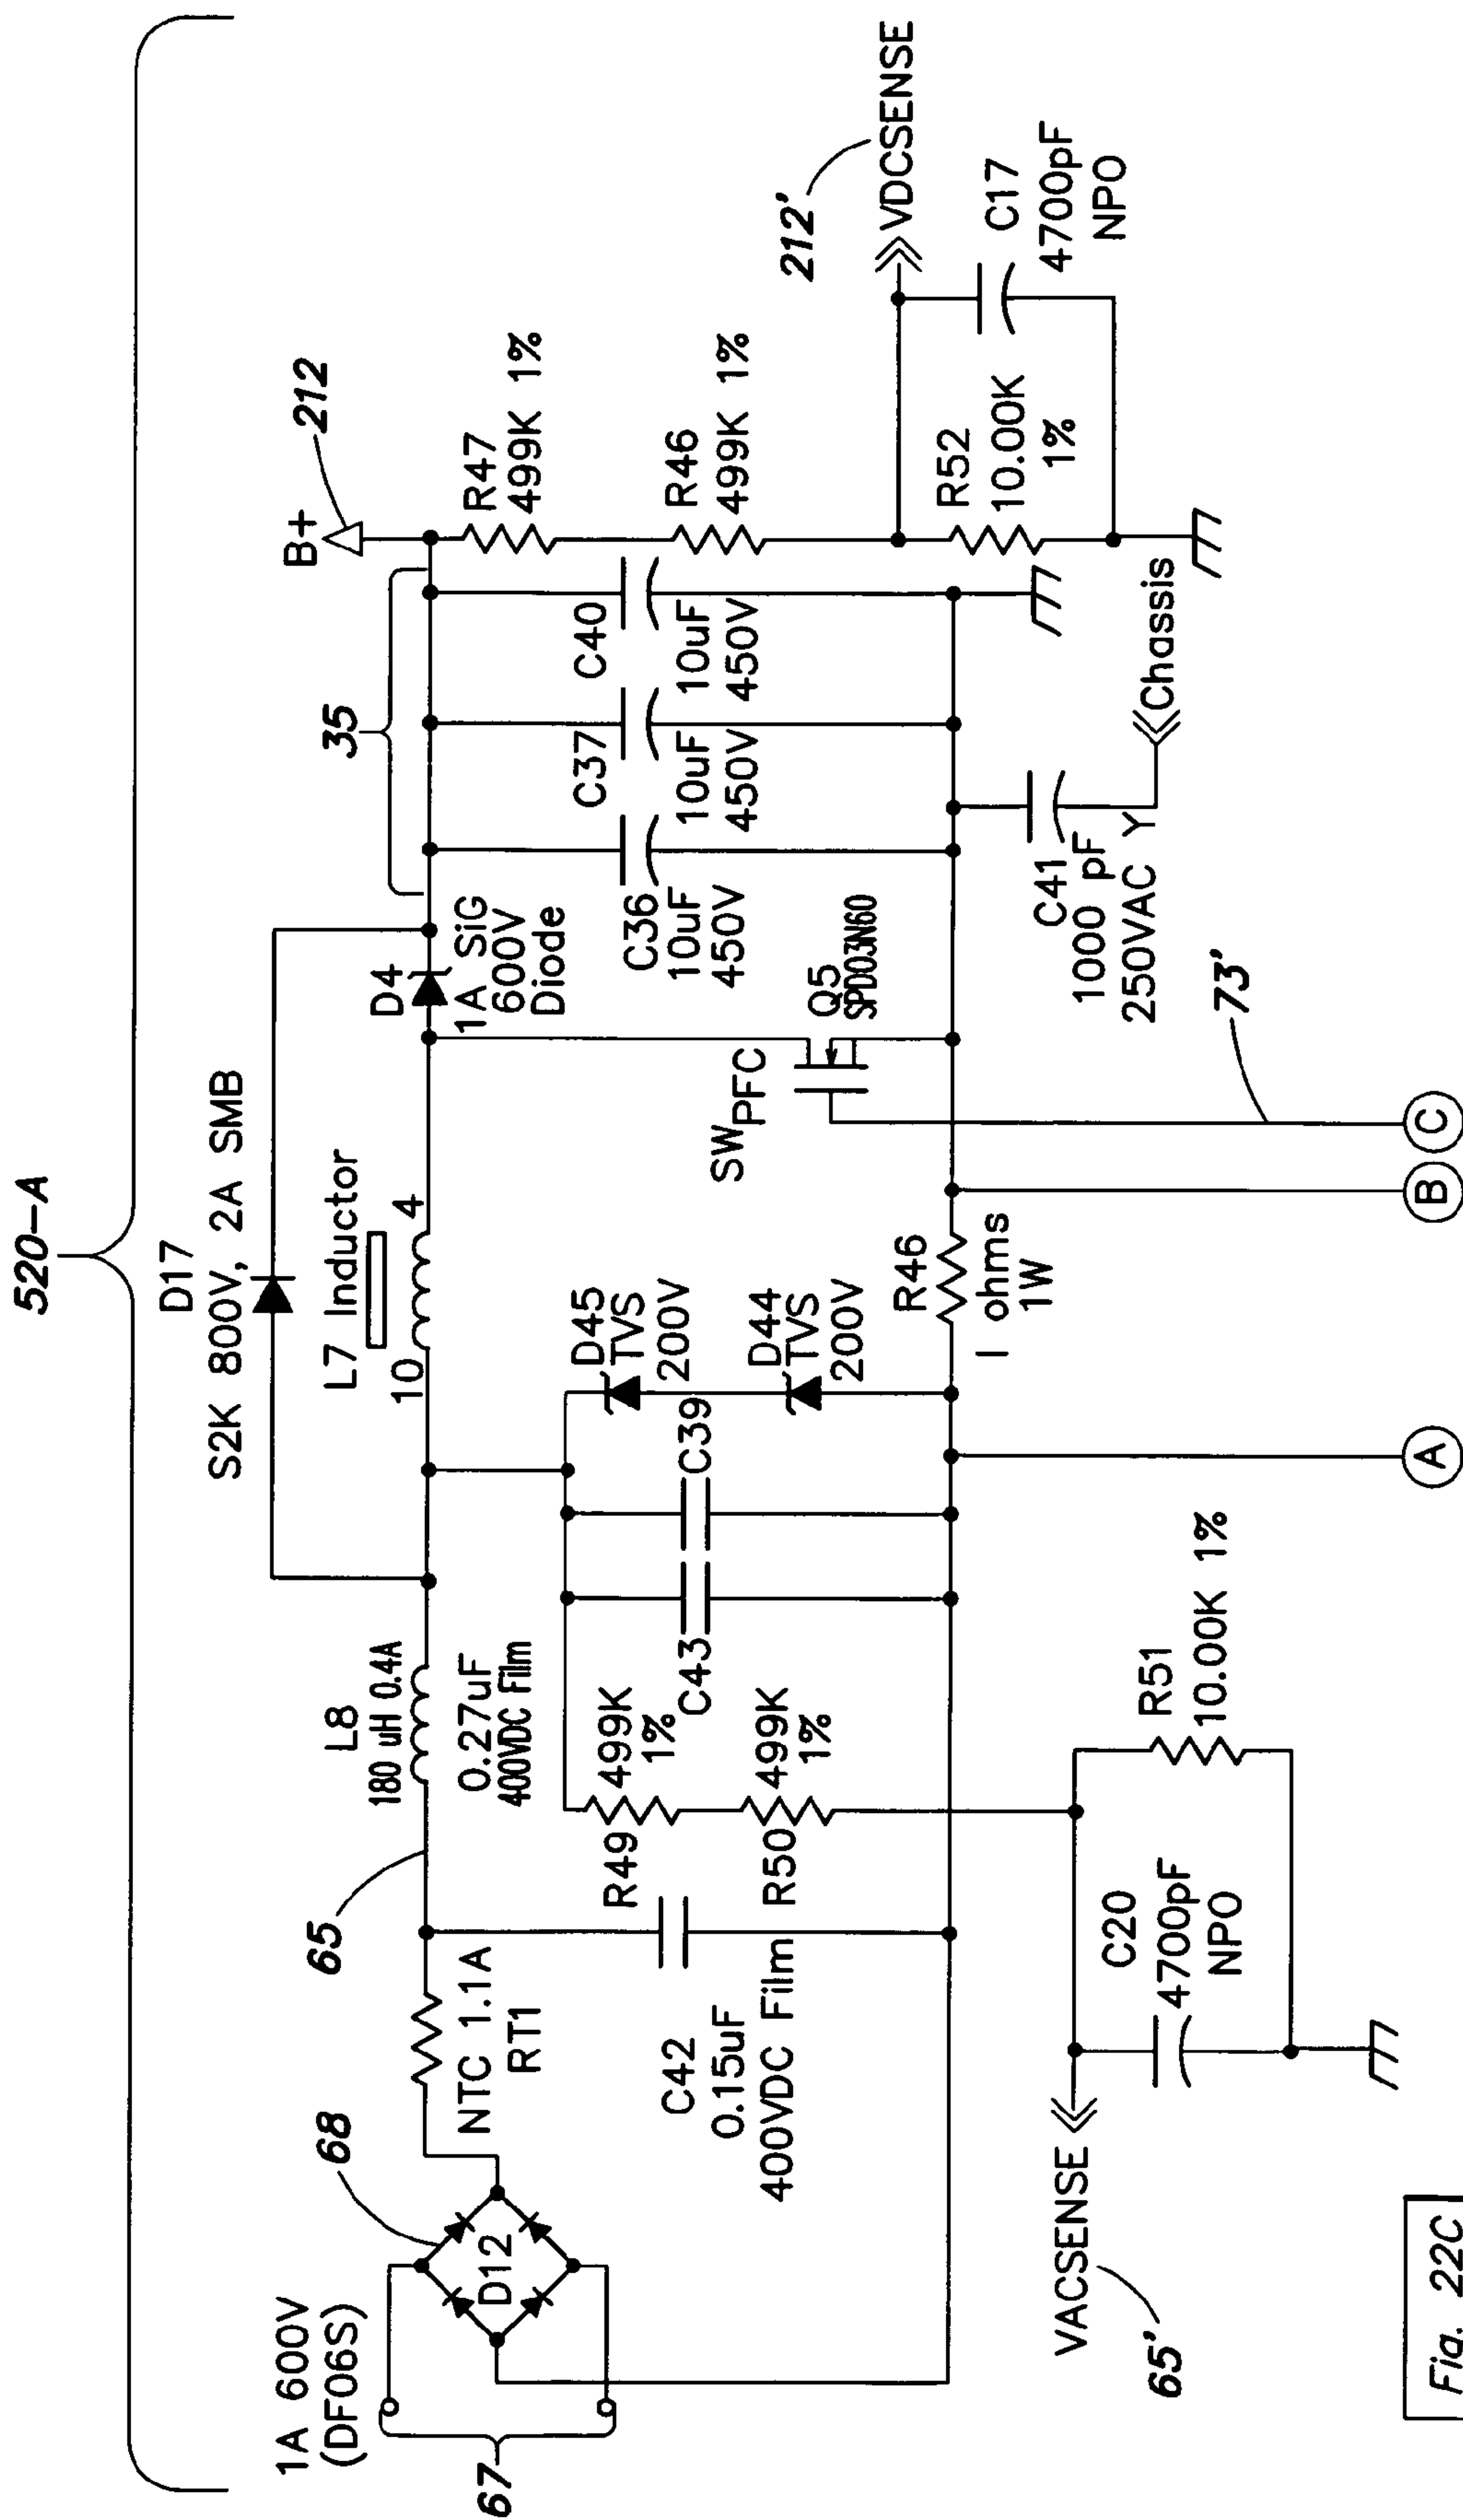 520-A
D17
S2K 800V, 2A SMB
L7 Inductor
10
4
L8
180 uH 0.4A
65
68
1A 600V
(DF06S)
67
D12
NTC 1.1A
RT1
C42
0.15uF
400VDC Film
0.27uF
400VDC Film
R49
499K
1%
R50
499K
1%
C43
C39
D45
TVS
200V
D44
TVS
200V
R46
1 ohms
1W
SWPFC
Q5
SPD03N60
D4
1A SiG
600V
Diode
35
C36
10uF
450V
C37
10uF
450V
C40
10uF
450V
B+
212
R47
499K 1%
R46
499K 1%
R52
10.00K
1%
212'
VDCSENSE
C17
4700pF
NPO
C41
1000 pF
250VAC Y
Chassis
73'
VACSENSE
65'
C20
4700pF
NPO
R51
10.00K 1%
A
B
C
Fig. 22C